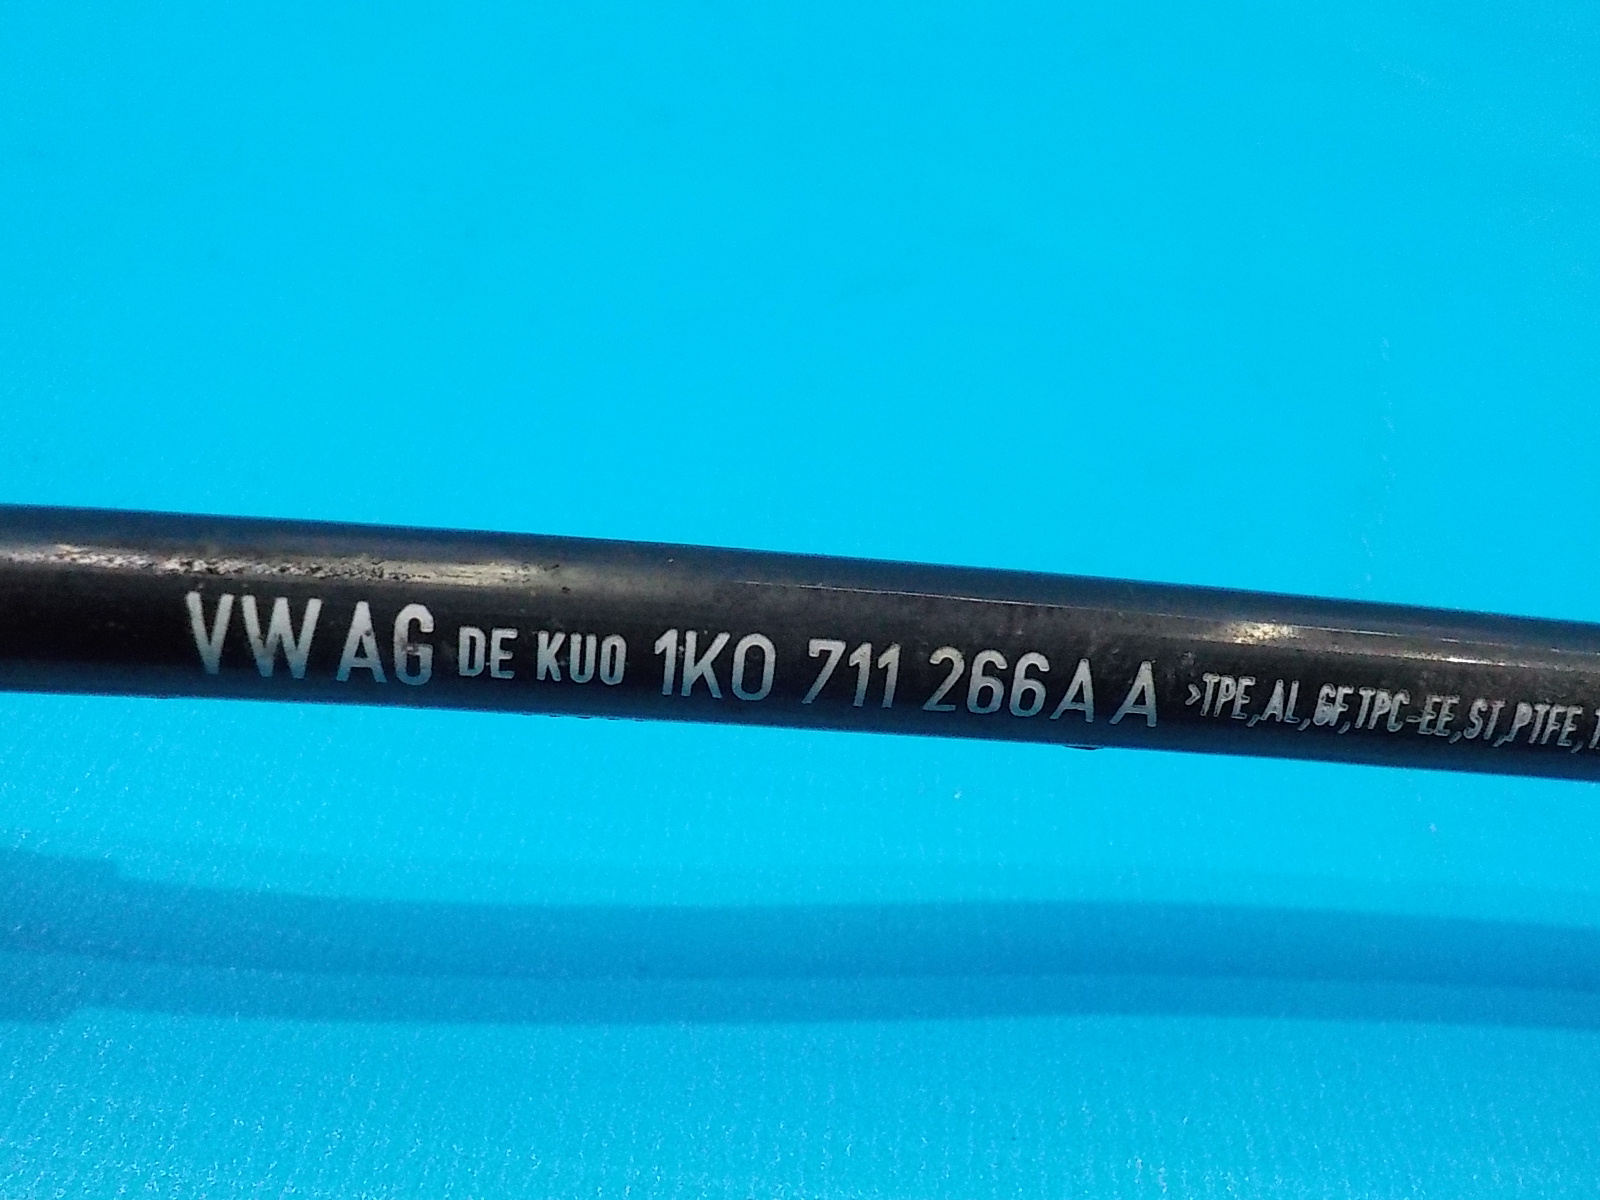 VW AG DE KUO 1K0 711 266 A A >TPE,AL,GF,TPC-EE,ST,PTFE,